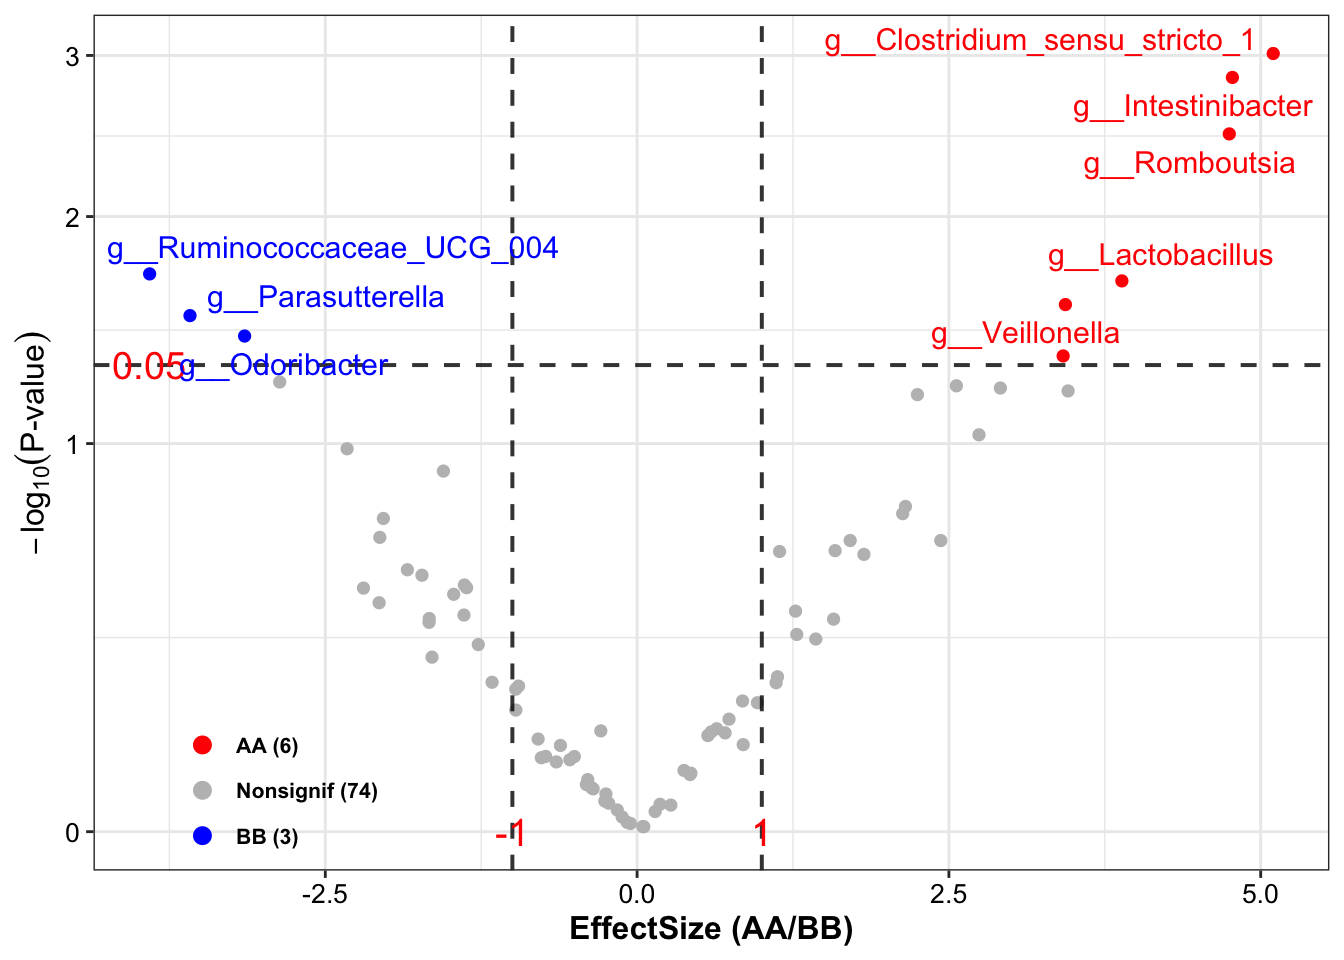 g__Clostridium_sensu_stricto_1
g__Intestinibacter
g__Romboutsia
g__Ruminococcaceae_UCG_004
g__Lactobacillus
g__Parasutterella
g__Veillonella
0.05
g__Odoribacter
3
2
1
0
−log10(P-value)
AA (6)
Nonsignif (74)
BB (3)
-1
1
-2.5
0.0
2.5
5.0
EffectSize (AA/BB)